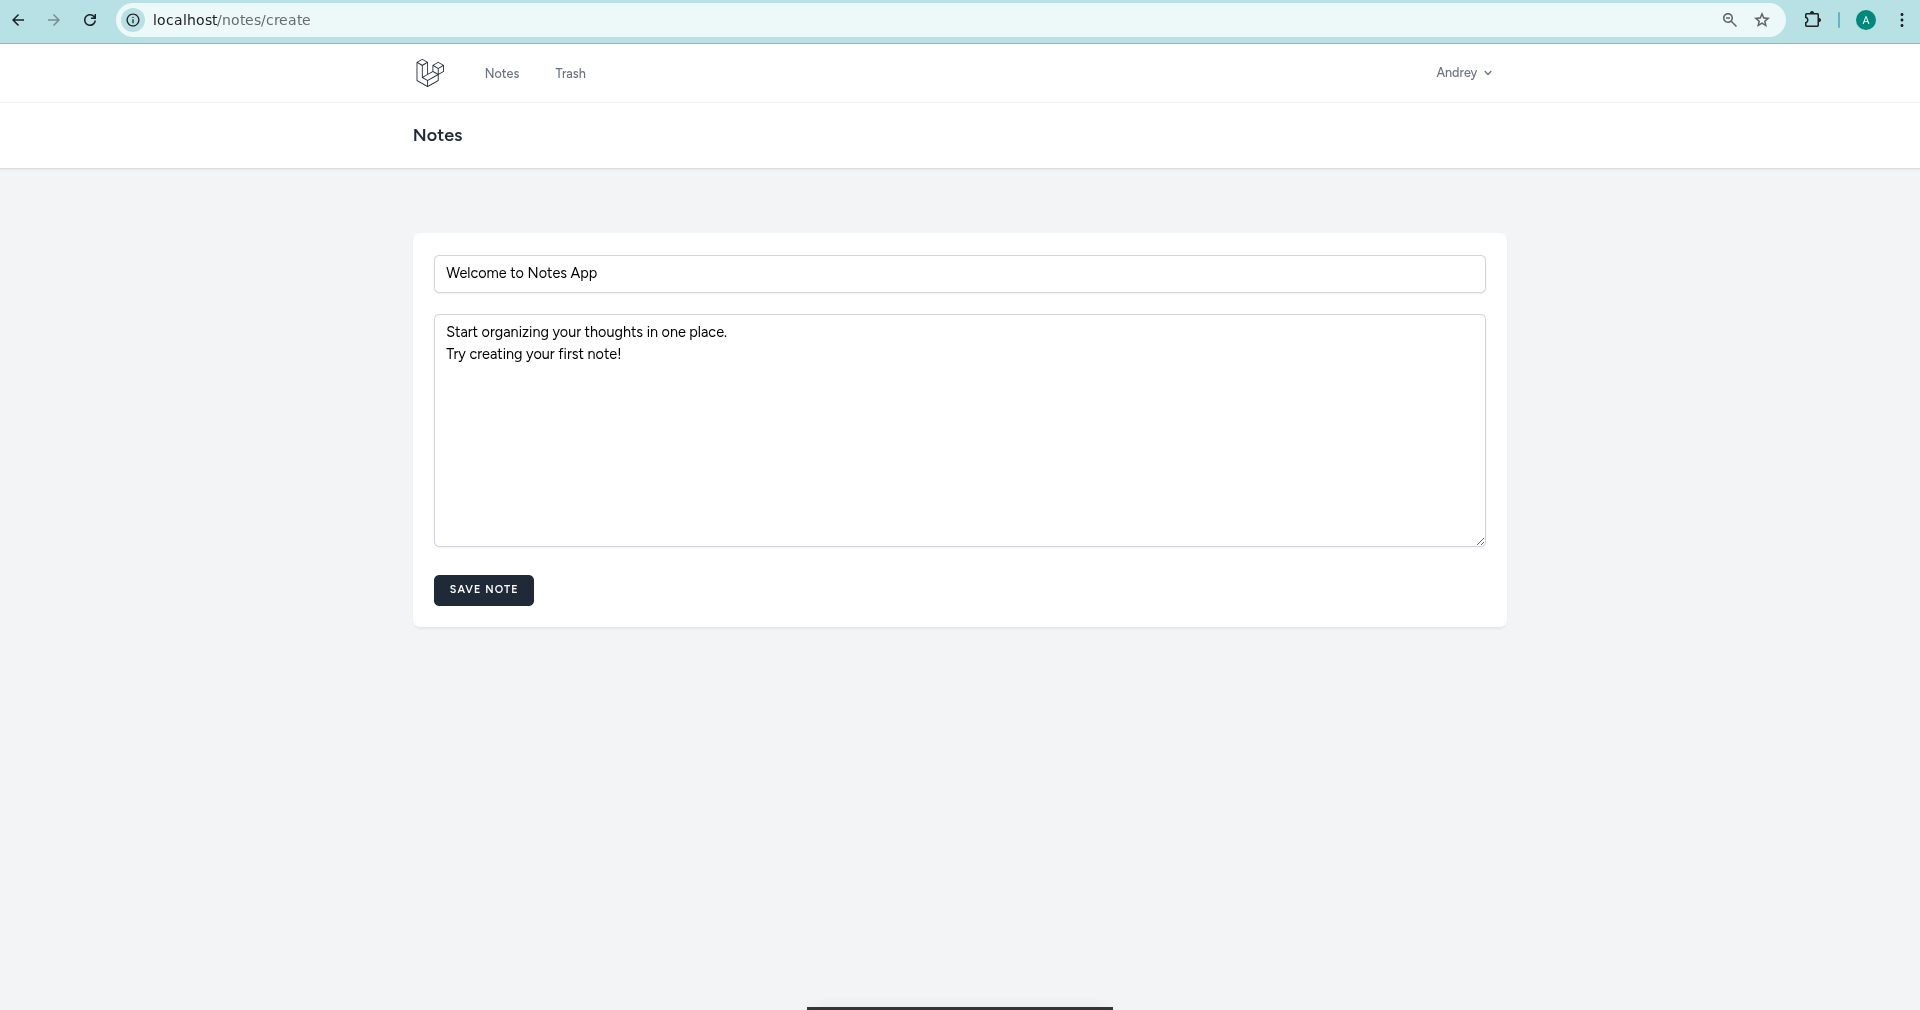 localhost/notes/create
A
Notes
Trash
Andrey
Notes
Welcome to Notes App
Start organizing your thoughts in one place.
Try creating your first note!
SAVE NOTE